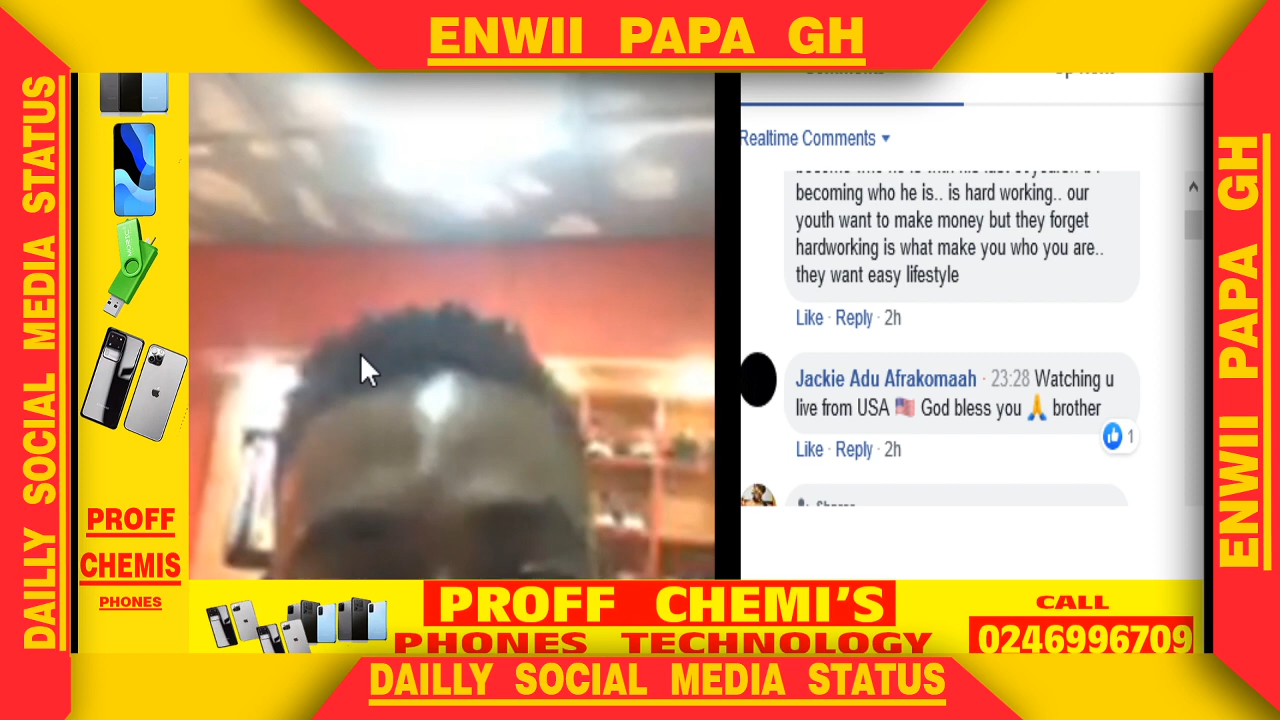 ENWII PAPA GH
DAILLY SOCIAL MEDIA STATUS
ENWII PAPA GH
Realtime Comments
becoming who he is.. is hard working.. our
youth want to make money but they forget
hardworking is what make you who you are..
they want easy lifestyle
Like · Reply · 2h
Jackie Adu Afrakomaah · 23:28 Watching u
live from USA 🇺🇸 God bless you 🙏 brother
1
Like · Reply · 2h
PROFF
CHEMIS
PHONES
PROFF CHEMI'S
PHONES TECHNOLOGY
CALL
0246996709
DAILLY SOCIAL MEDIA STATUS